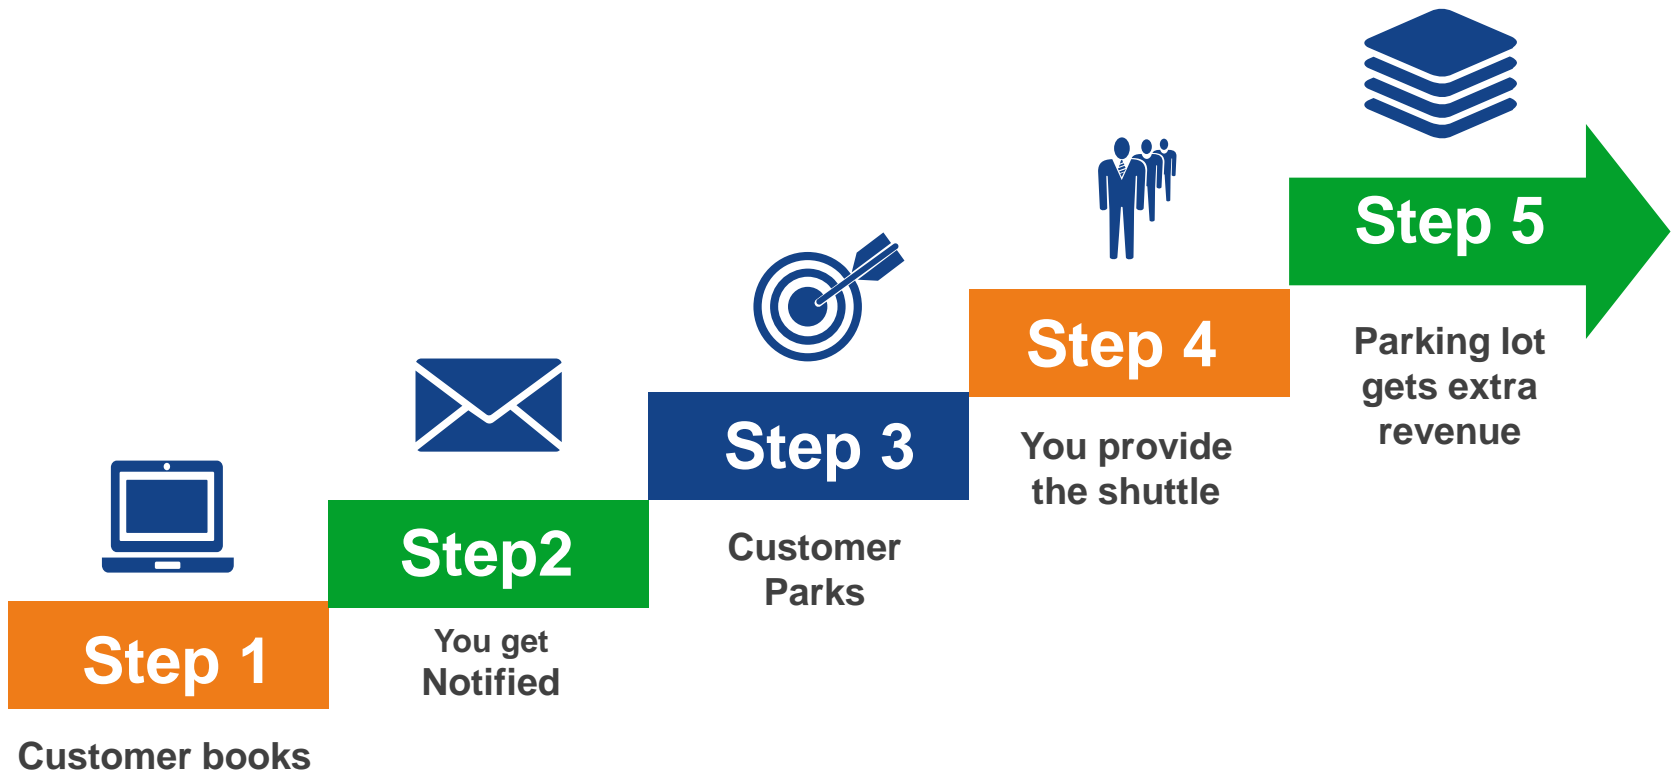 Step 1
Customer books
Step2
You get
Notified
Step 3
Customer
Parks
Step 4
You provide
the shuttle
Step 5
Parking lot
gets extra
revenue